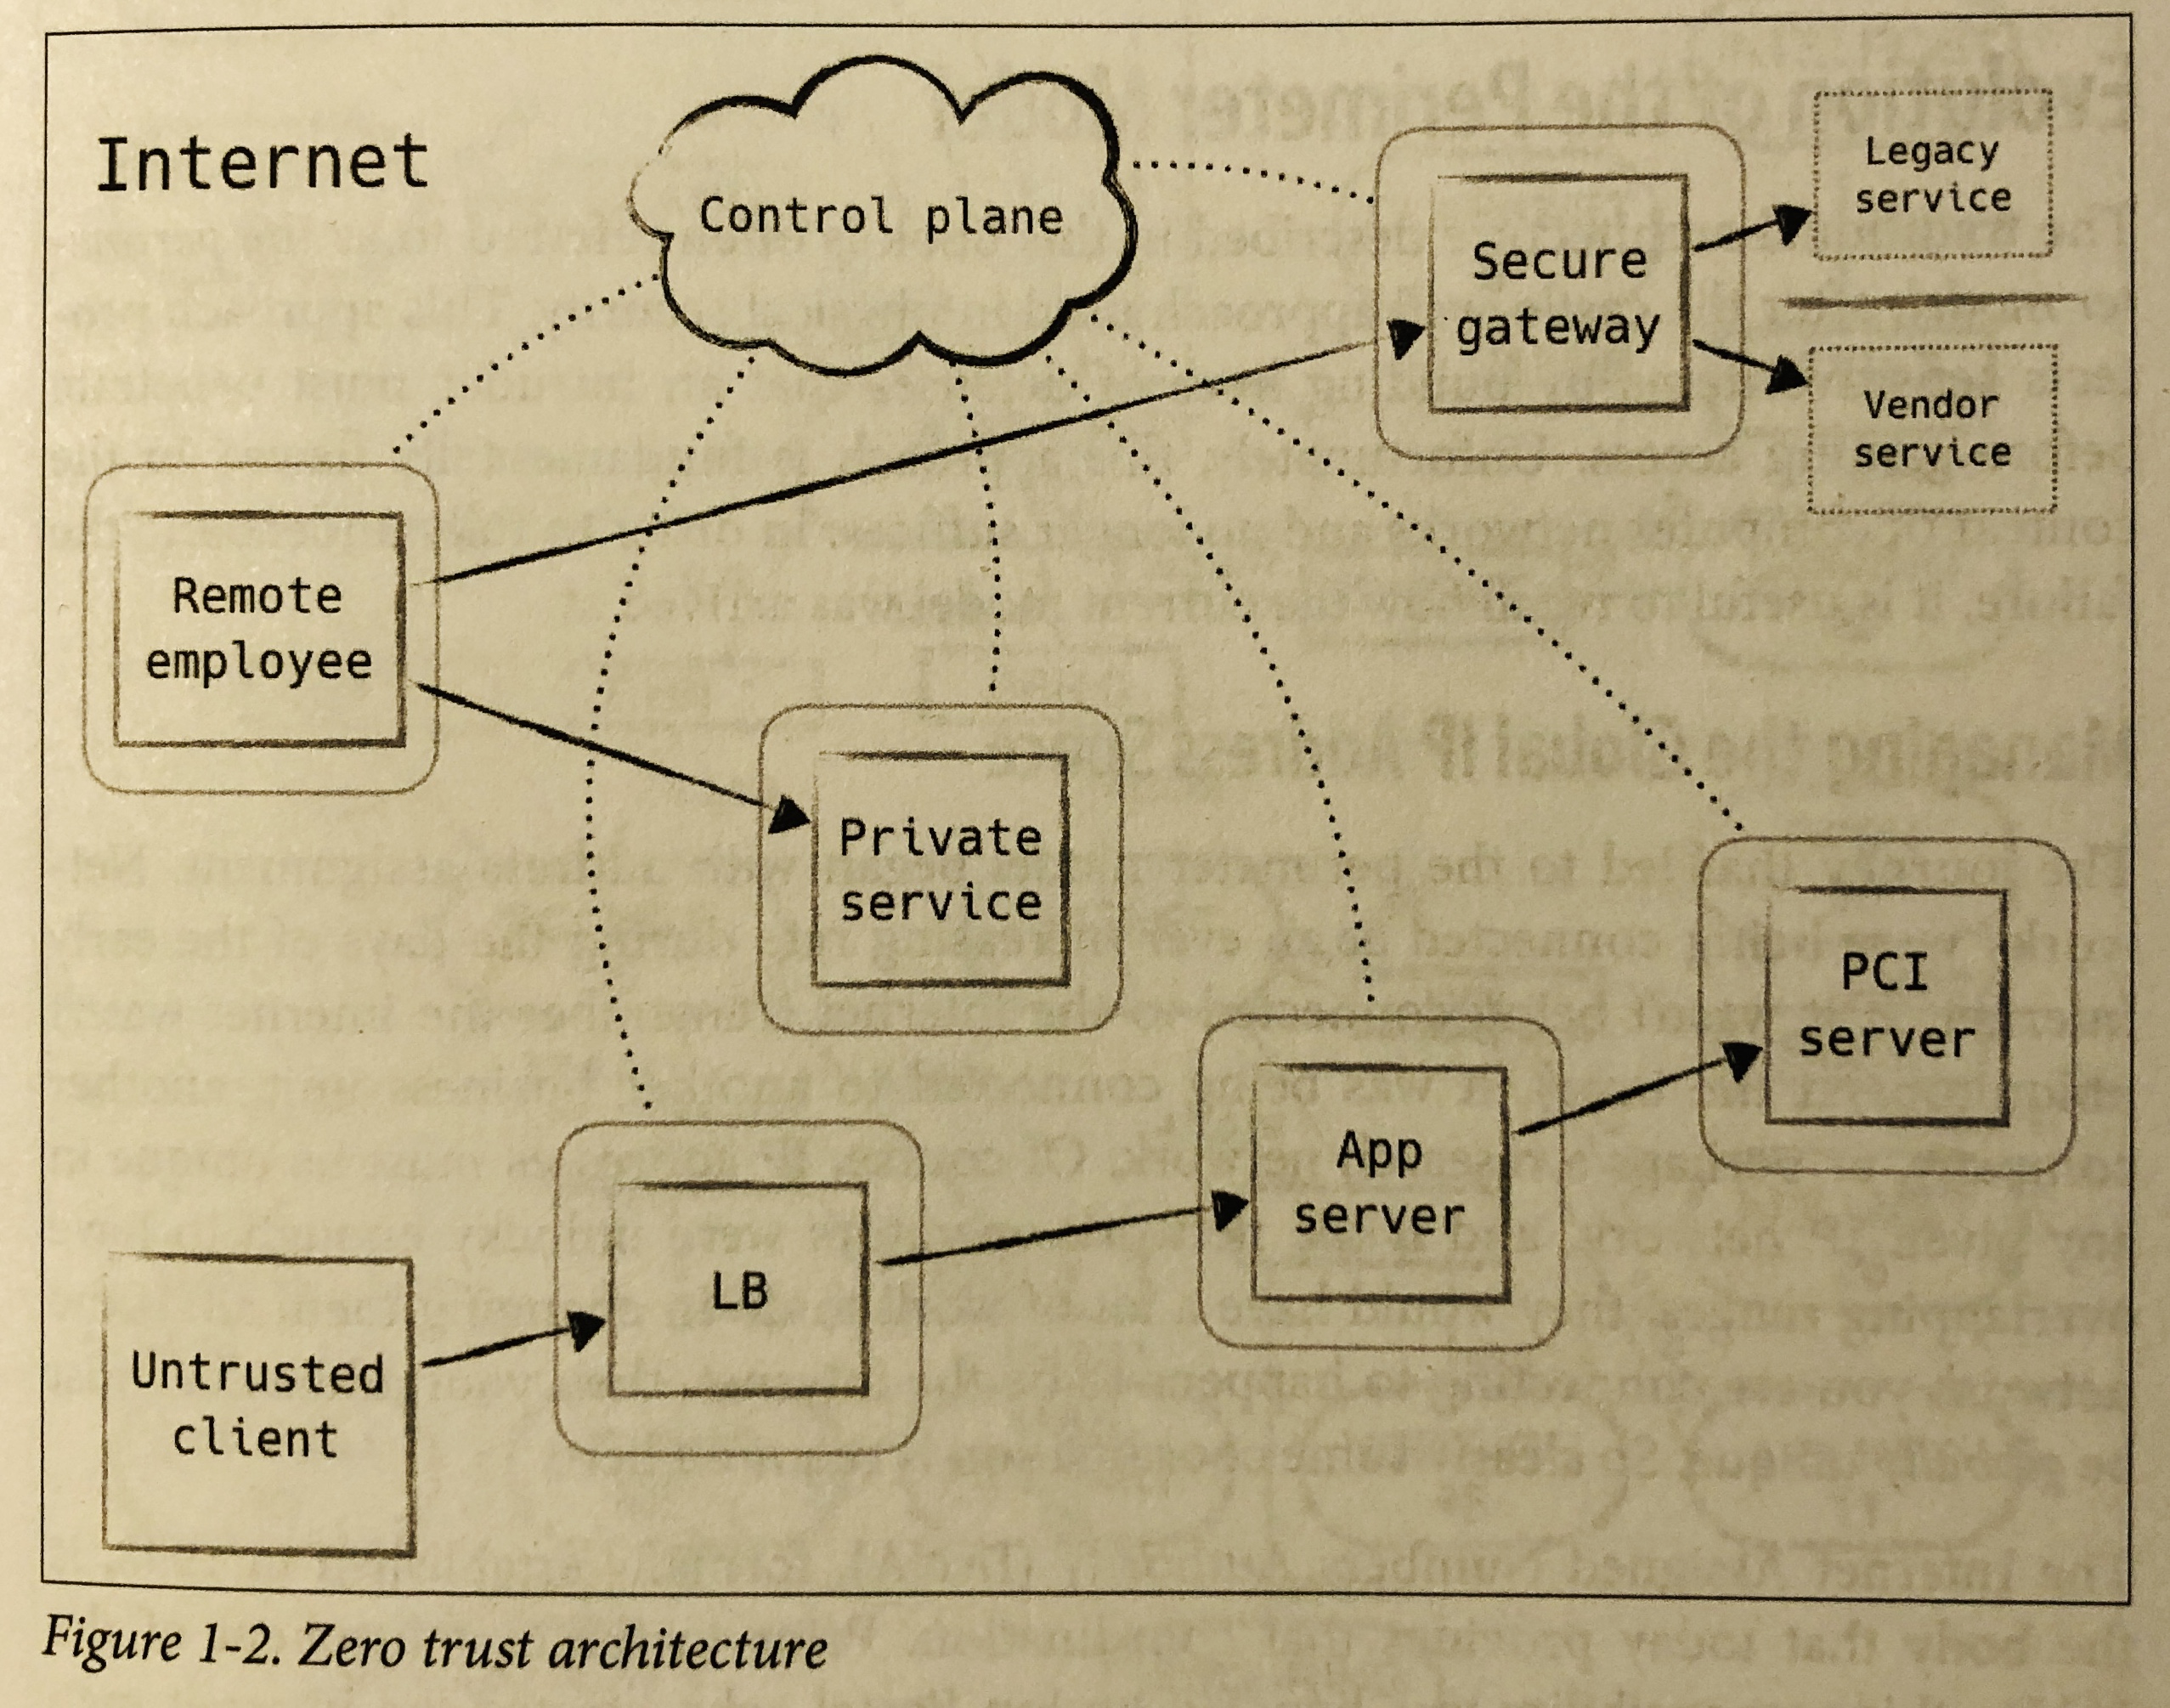 Internet
Control plane
Legacy
service
Secure
gateway
Vendor
service
Remote
employee
Private
service
PCI
server
App
server
LB
Untrusted
client
Figure 1-2. Zero trust architecture